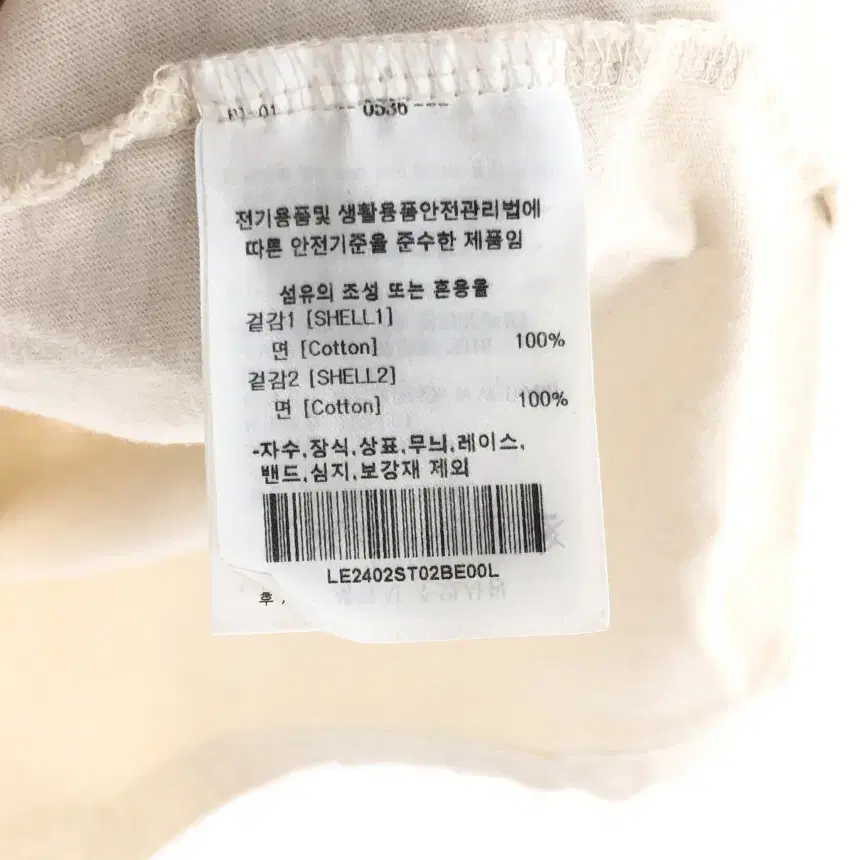 0536
전기용품및 생활용품안전관리법에
따른 안전기준을 준수한 제품임
섬유의 조성 또는 혼용율
겉감1 [SHELL1]
면 [Cotton] 100%
겉감2 [SHELL2]
면 [Cotton] 100%
-자수,장식,상표,무늬,레이스,
밴드,심지,보강재 제외
LE2402ST02BE00L
후,